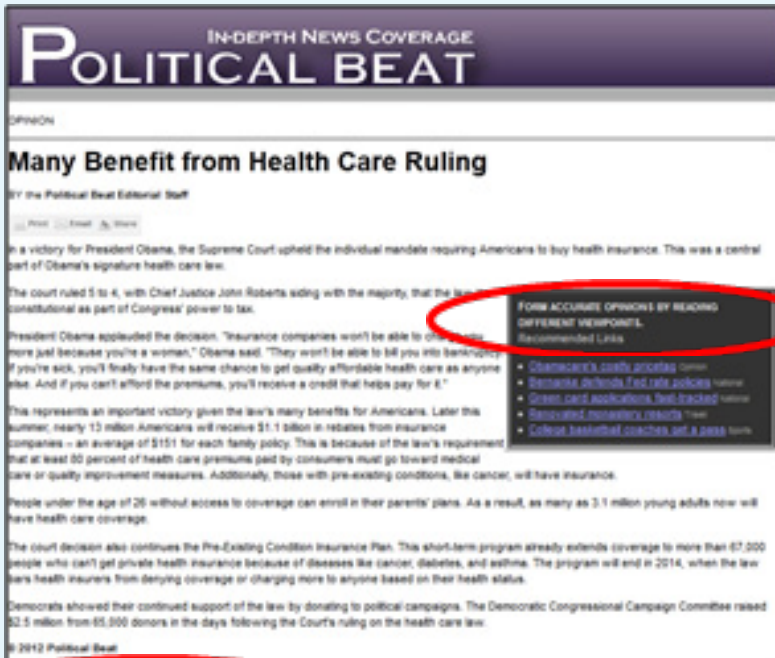 IN-DEPTH NEWS COVERAGE
POLITICAL BEAT
OPINION
Many Benefit from Health Care Ruling
BY the Political Beat Editorial Staff
Print Email Share
In a victory for President Obama, the Supreme Court upheld the individual mandate requiring Americans to buy health insurance. This was a central
part of Obama's signature health care law.
The court ruled 5 to 4, with Chief Justice John Roberts siding with the majority, that the law
constitutional as part of Congress' power to tax.
President Obama applauded the decision. "Insurance companies won't be able to charge you
more just because you're a woman," Obama said. "They won't be able to bill you into bankruptcy.
If you're sick, you'll finally have the same chance to get quality affordable health care as anyone
else. And if you can't afford the premiums, you'll receive a credit that helps pay for it."
This represents an important victory given the law's many benefits for Americans. Later this
summer, nearly 13 million Americans will receive $1.1 billion in rebates from insurance
companies – an average of $151 for each family policy. This is because of the law's requirement
that at least 80 percent of health care premiums paid by consumers must go toward medical
care or quality improvement measures. Additionally, those with pre-existing conditions, like cancer, will have insurance.
People under the age of 26 without access to coverage can enroll in their parents' plans. As a result, as many as 3.1 million young adults now will
have health care coverage.
The court decision also continues the Pre-Existing Condition Insurance Plan. This short-term program already extends coverage to more than 67,000
people who can't get private health insurance because of diseases like cancer, diabetes, and asthma. The program will end in 2014, when the law
bars health insurers from denying coverage or charging more to anyone based on their health status.
Democrats showed their continued support of the law by donating to political campaigns. The Democratic Congressional Campaign Committee raised
$2.5 million from 65,000 donors in the days following the Court's ruling on the health care law.
© 2012 Political Beat
FORM ACCURATE OPINIONS BY READING
DIFFERENT VIEWPOINTS.
Recommended Links
Obamacare's costly pricetag Opinion
Bernanke defends Fed rate policies National
Green card applications fast-tracked National
Renovated monastery resorts Travel
College basketball coaches get a pass Sports